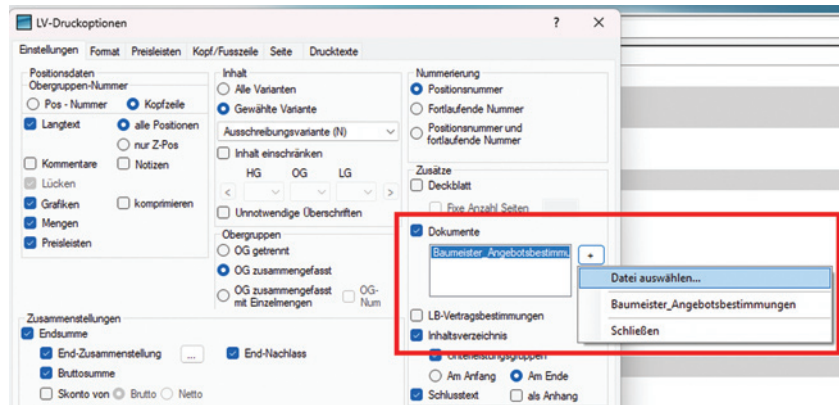 LV-Druckoptionen
Einstellungen Format Preisleisten Kopf/Fusszeile Seite Drucktexte
Positionsdaten
Obergruppen-Nummer
Pos - Nummer Kopfzeile
Langtext alle Positionen
nur Z-Pos
Kommentare Notizen
Lücken
Grafiken komprimieren
Mengen
Preisleisten
Inhalt
Alle Varianten
Gewählte Variante
Ausschreibungsvariante (N)
Inhalt einschränken
HG OG LG
Unnotwendige Überschriften
Obergruppen
OG getrennt
OG zusammengefasst
OG zusammengefasst
mit Einzelmengen
OG-
Num
Nummerierung
Positionsnummer
Fortlaufende Nummer
Positionsnummer und
fortlaufende Nummer
Zusätze
Deckblatt
Fixe Anzahl Seiten
Dokumente
Baumeister_Angebotsbestimmu
+
Datei auswählen...
Baumeister_Angebotsbestimmungen
Schließen
LB-Vertragsbestimmungen
Inhaltsverzeichnis
Unterleistungsgruppen
Am Anfang Am Ende
Schlusstext als Anhang
Zusammenstellungen
Endsumme
End-Zusammenstellung ... End-Nachlass
Bruttosumme
Skonto von Brutto Netto